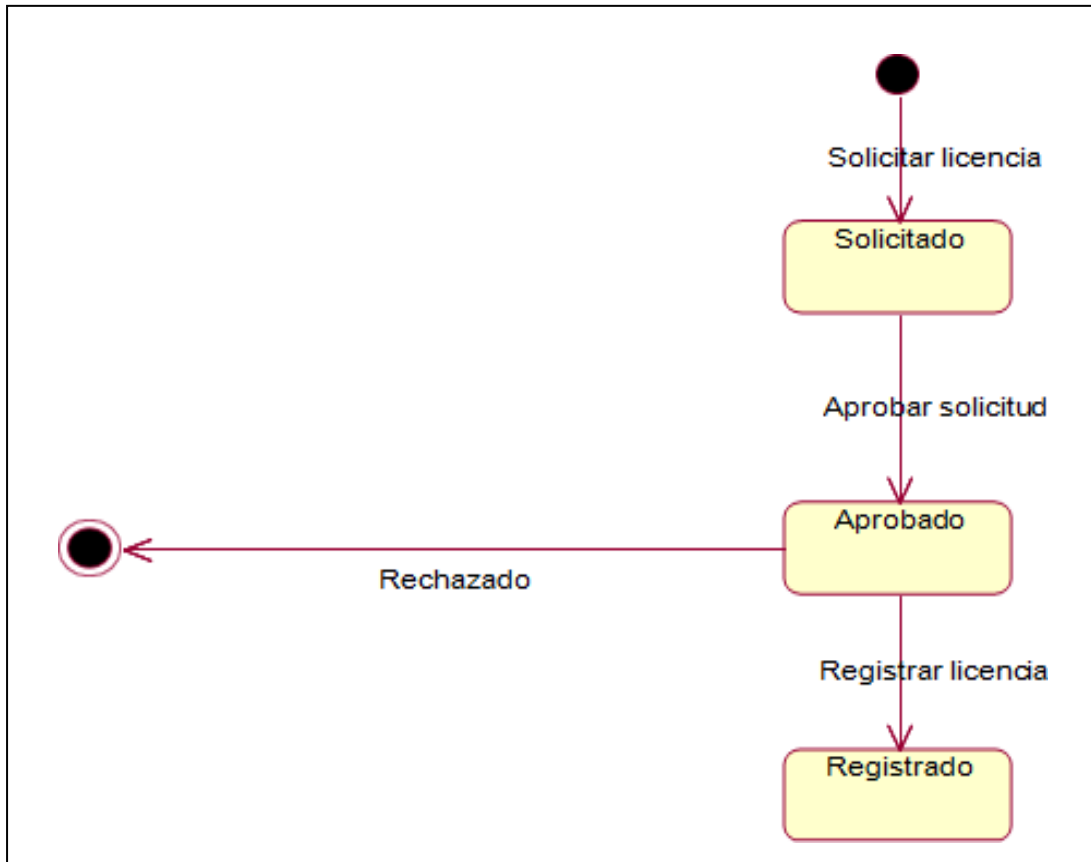 Solicitar licencia
Solicitado
Aprobar solicitud
Aprobado
Rechazado
Registrar licencia
Registrado